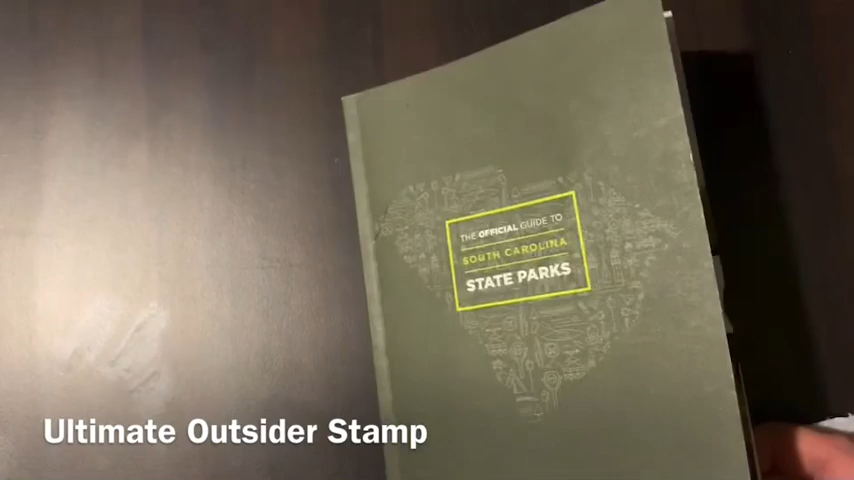 THE OFFICIAL GUIDE TO
SOUTH CAROLINA
STATE PARKS
Ultimate Outsider Stamp